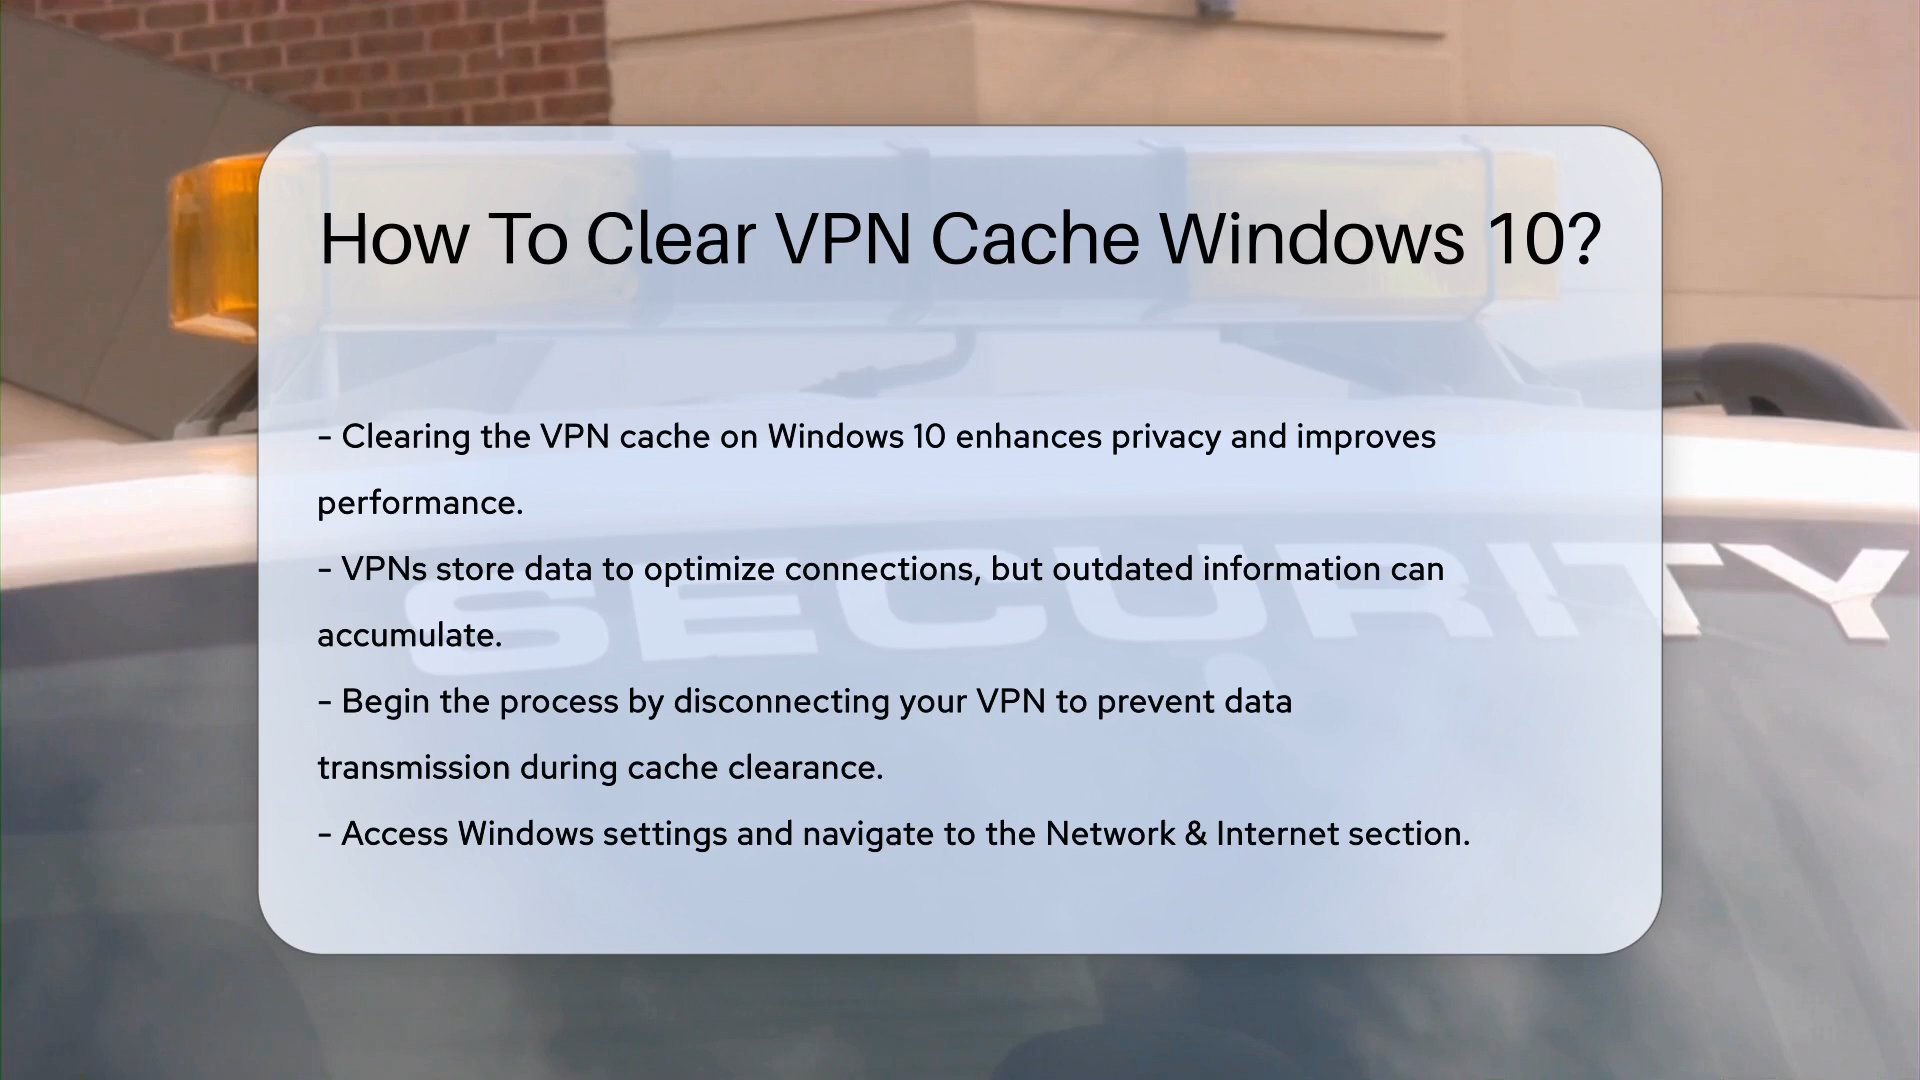 How To Clear VPN Cache Windows 10?
- Clearing the VPN cache on Windows 10 enhances privacy and improves
performance.
- VPNs store data to optimize connections, but outdated information can
accumulate.
- Begin the process by disconnecting your VPN to prevent data
transmission during cache clearance.
- Access Windows settings and navigate to the Network & Internet section.
SECURITY